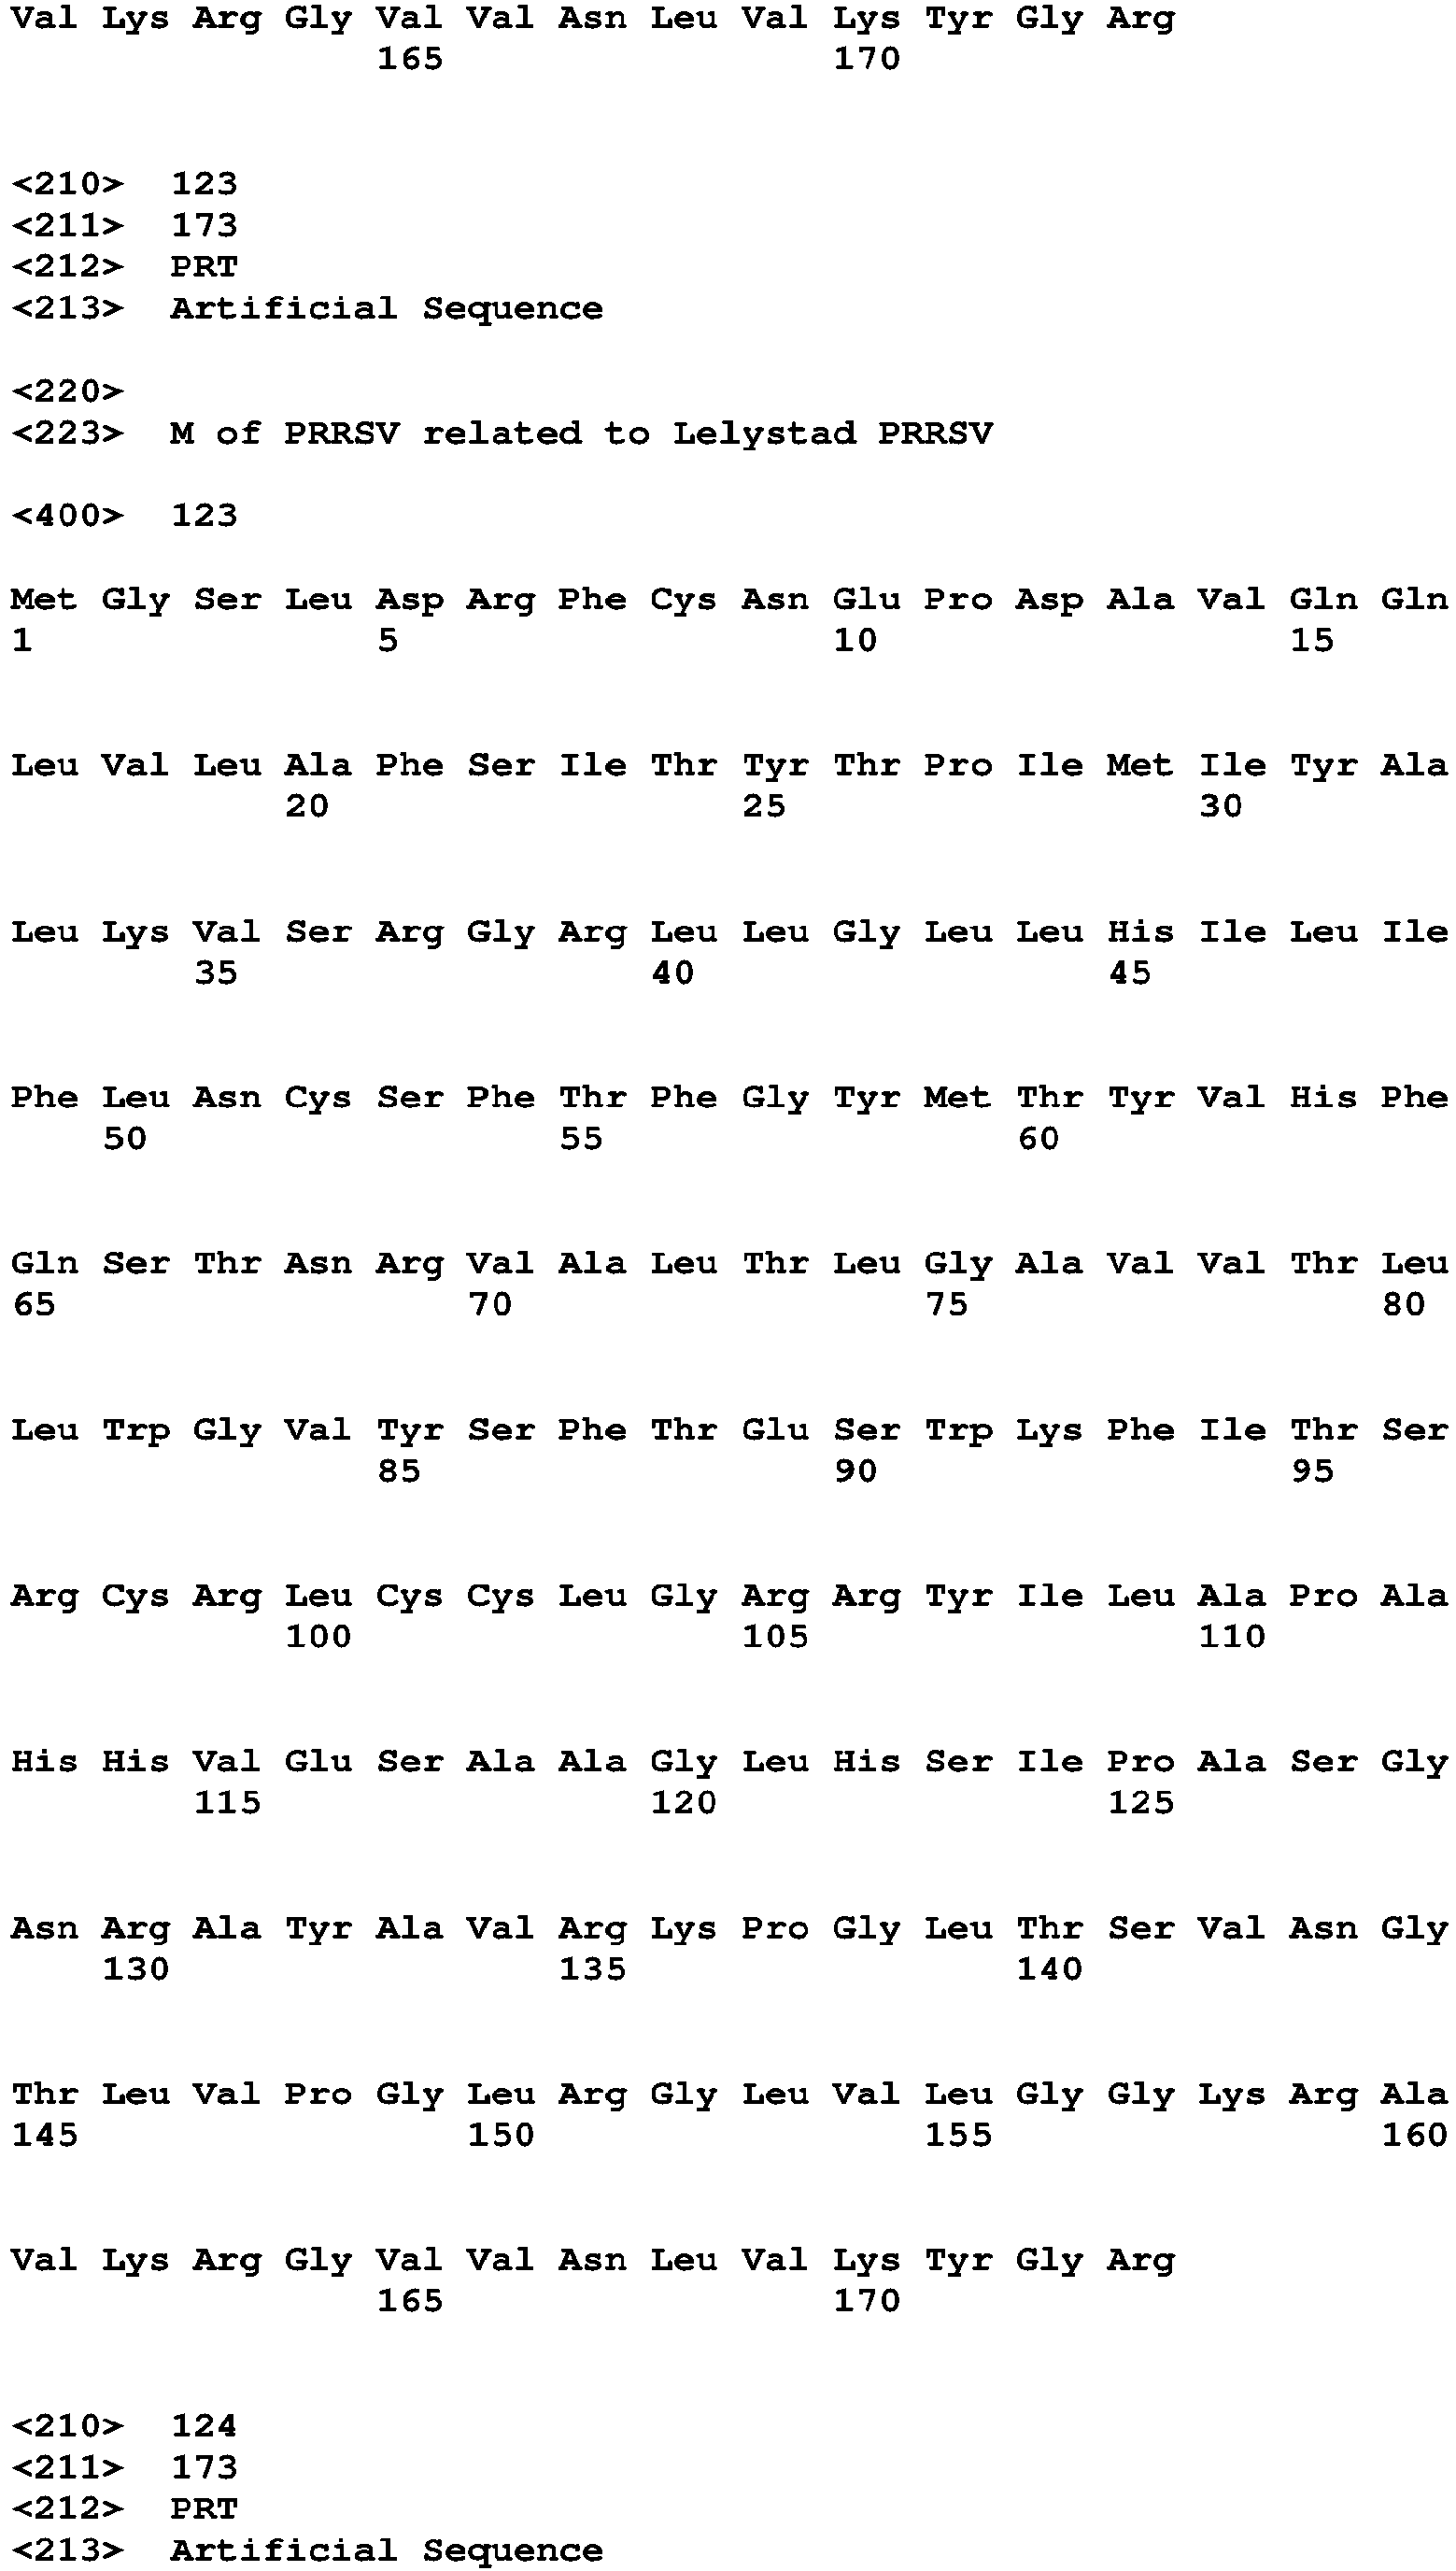 Val Lys Arg Gly Val Val Asn Leu Val Lys Tyr Gly Arg
165 170
<210> 123
<211> 173
<212> PRT
<213> Artificial Sequence
<220>
<223> M of PRRSV related to Lelystad PRRSV
<400> 123
Met Gly Ser Leu Asp Arg Phe Cys Asn Glu Pro Asp Ala Val Gln Gln
1 5 10 15
Leu Val Leu Ala Phe Ser Ile Thr Tyr Thr Pro Ile Met Ile Tyr Ala
20 25 30
Leu Lys Val Ser Arg Gly Arg Leu Leu Gly Leu Leu His Ile Leu Ile
35 40 45
Phe Leu Asn Cys Ser Phe Thr Phe Gly Tyr Met Thr Tyr Val His Phe
50 55 60
Gln Ser Thr Asn Arg Val Ala Leu Thr Leu Gly Ala Val Val Thr Leu
65 70 75 80
Leu Trp Gly Val Tyr Ser Phe Thr Glu Ser Trp Lys Phe Ile Thr Ser
85 90 95
Arg Cys Arg Leu Cys Cys Leu Gly Arg Arg Tyr Ile Leu Ala Pro Ala
100 105 110
His His Val Glu Ser Ala Ala Gly Leu His Ser Ile Pro Ala Ser Gly
115 120 125
Asn Arg Ala Tyr Ala Val Arg Lys Pro Gly Leu Thr Ser Val Asn Gly
130 135 140
Thr Leu Val Pro Gly Leu Arg Gly Leu Val Leu Gly Gly Lys Arg Ala
145 150 155 160
Val Lys Arg Gly Val Val Asn Leu Val Lys Tyr Gly Arg
165 170
<210> 124
<211> 173
<212> PRT
<213> Artificial Sequence